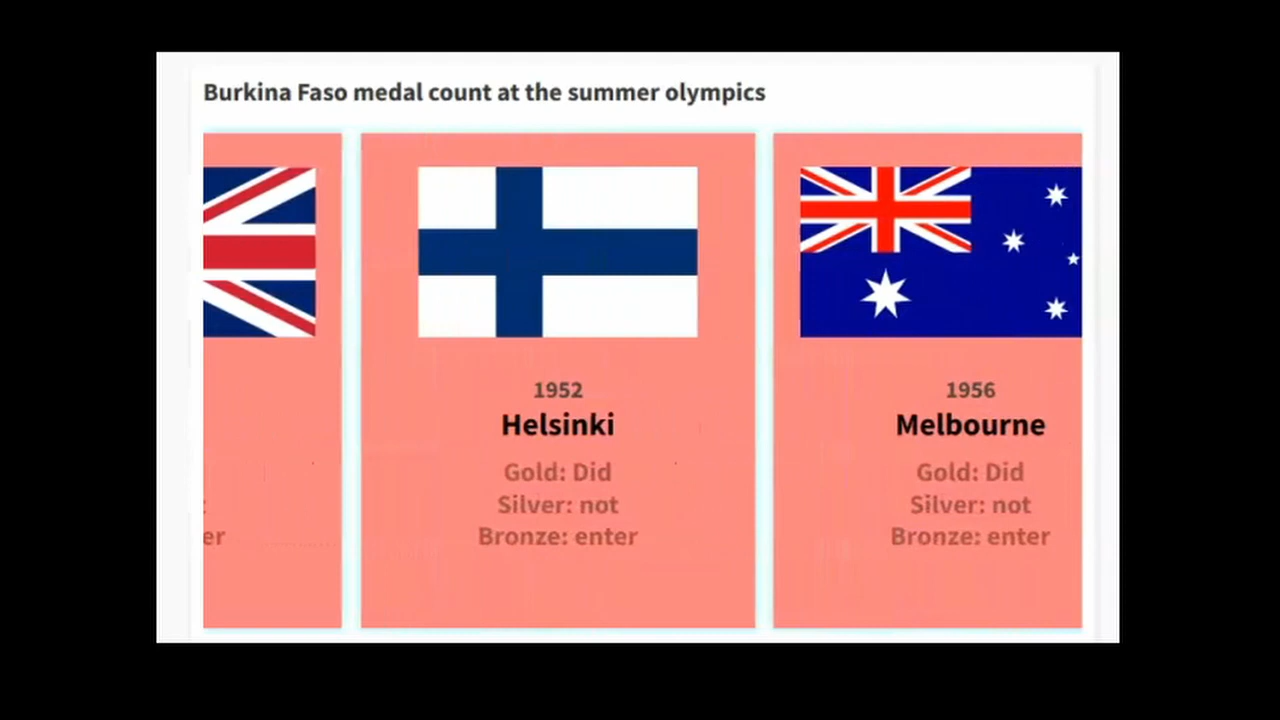 Burkina Faso medal count at the summer olympics
er
1952
Helsinki
Gold: Did
Silver: not
Bronze: enter
1956
Melbourne
Gold: Did
Silver: not
Bronze: enter